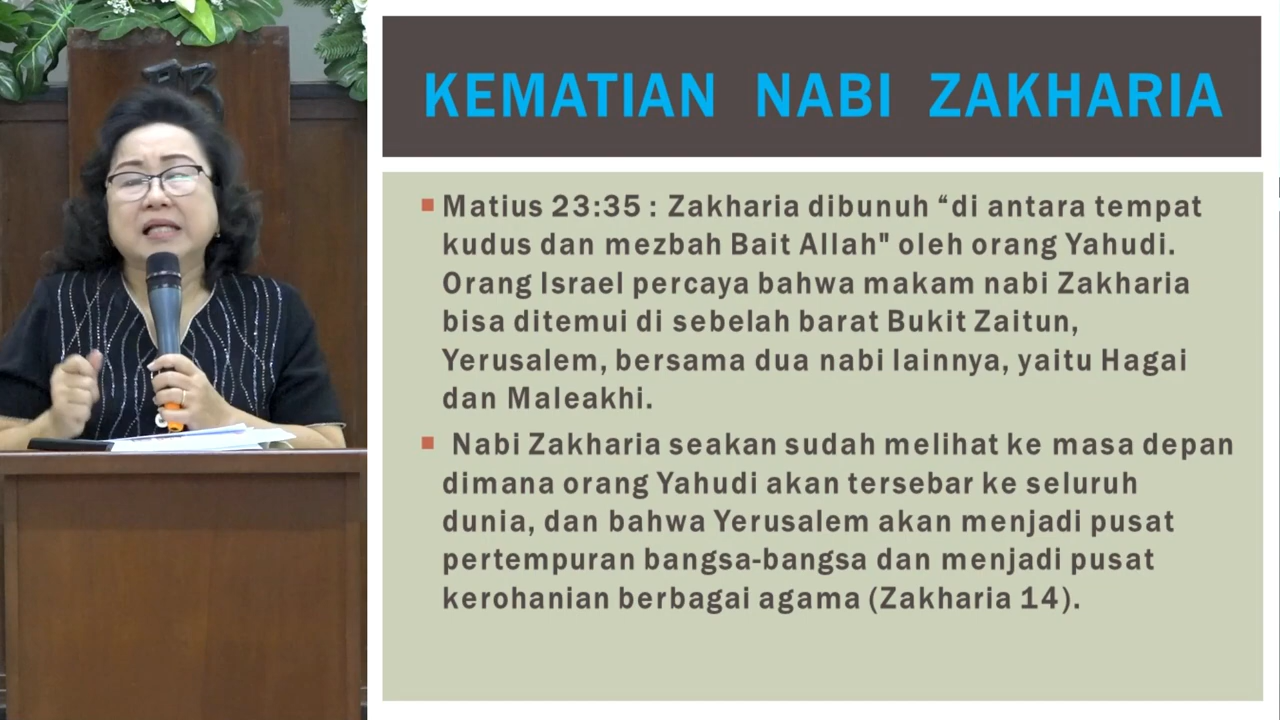 KEMATIAN NABI ZAKHARIA
Matius 23:35 : Zakharia dibunuh “di antara tempat
kudus dan mezbah Bait Allah" oleh orang Yahudi.
Orang Israel percaya bahwa makam nabi Zakharia
bisa ditemui di sebelah barat Bukit Zaitun,
Yerusalem, bersama dua nabi lainnya, yaitu Hagai
dan Maleakhi.
Nabi Zakharia seakan sudah melihat ke masa depan
dimana orang Yahudi akan tersebar ke seluruh
dunia, dan bahwa Yerusalem akan menjadi pusat
pertempuran bangsa-bangsa dan menjadi pusat
kerohanian berbagai agama (Zakharia 14).